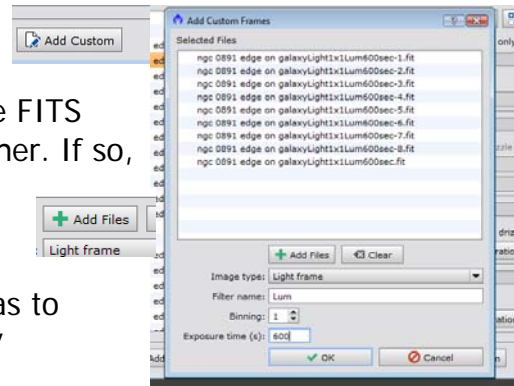 Add Custom
e FITS
her. If so,
Add Files
Light frame
as to
Add Custom Frames
Selected Files
ngc 0891 edge on galaxyLight1x1Lum600sec-1.fit
ngc 0891 edge on galaxyLight1x1Lum600sec-2.fit
ngc 0891 edge on galaxyLight1x1Lum600sec-3.fit
ngc 0891 edge on galaxyLight1x1Lum600sec-4.fit
ngc 0891 edge on galaxyLight1x1Lum600sec-5.fit
ngc 0891 edge on galaxyLight1x1Lum600sec-6.fit
ngc 0891 edge on galaxyLight1x1Lum600sec-7.fit
ngc 0891 edge on galaxyLight1x1Lum600sec-8.fit
ngc 0891 edge on galaxyLight1x1Lum600sec.fit
Add Files Clear
Image type: Light frame
Filter name: Lum
Binning: 1
Exposure time (s): 600
OK Cancel
only